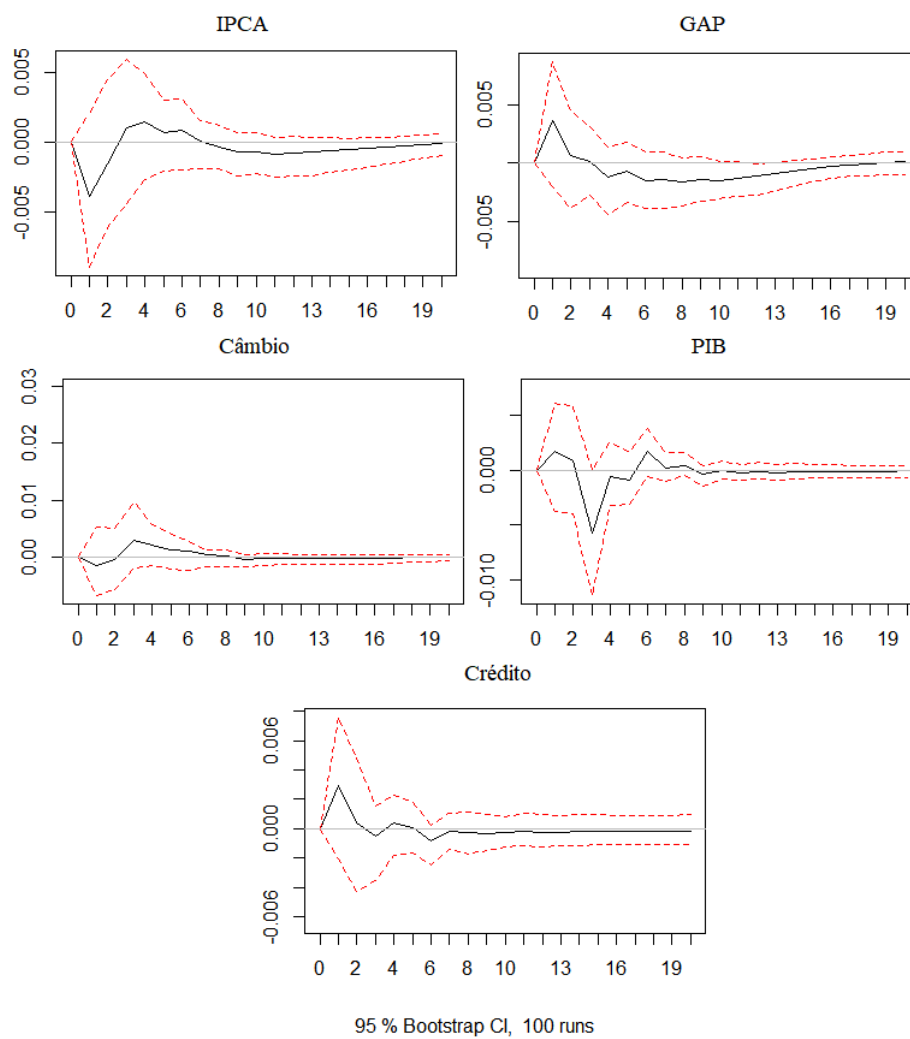 IPCA
0.005
0.000
-0.005
0 2 4 6 8 10 13 16 19
GAP
0.005
-0.005
0 2 4 6 8 10 13 16 19
Câmbio
0.03
0.02
0.01
0.00
0 2 4 6 8 10 13 16 19
PIB
0.000
-0.010
0 2 4 6 8 10 13 16 19
Crédito
0.006
0.000
-0.006
0 2 4 6 8 10 13 16 19
95 % Bootstrap CI, 100 runs